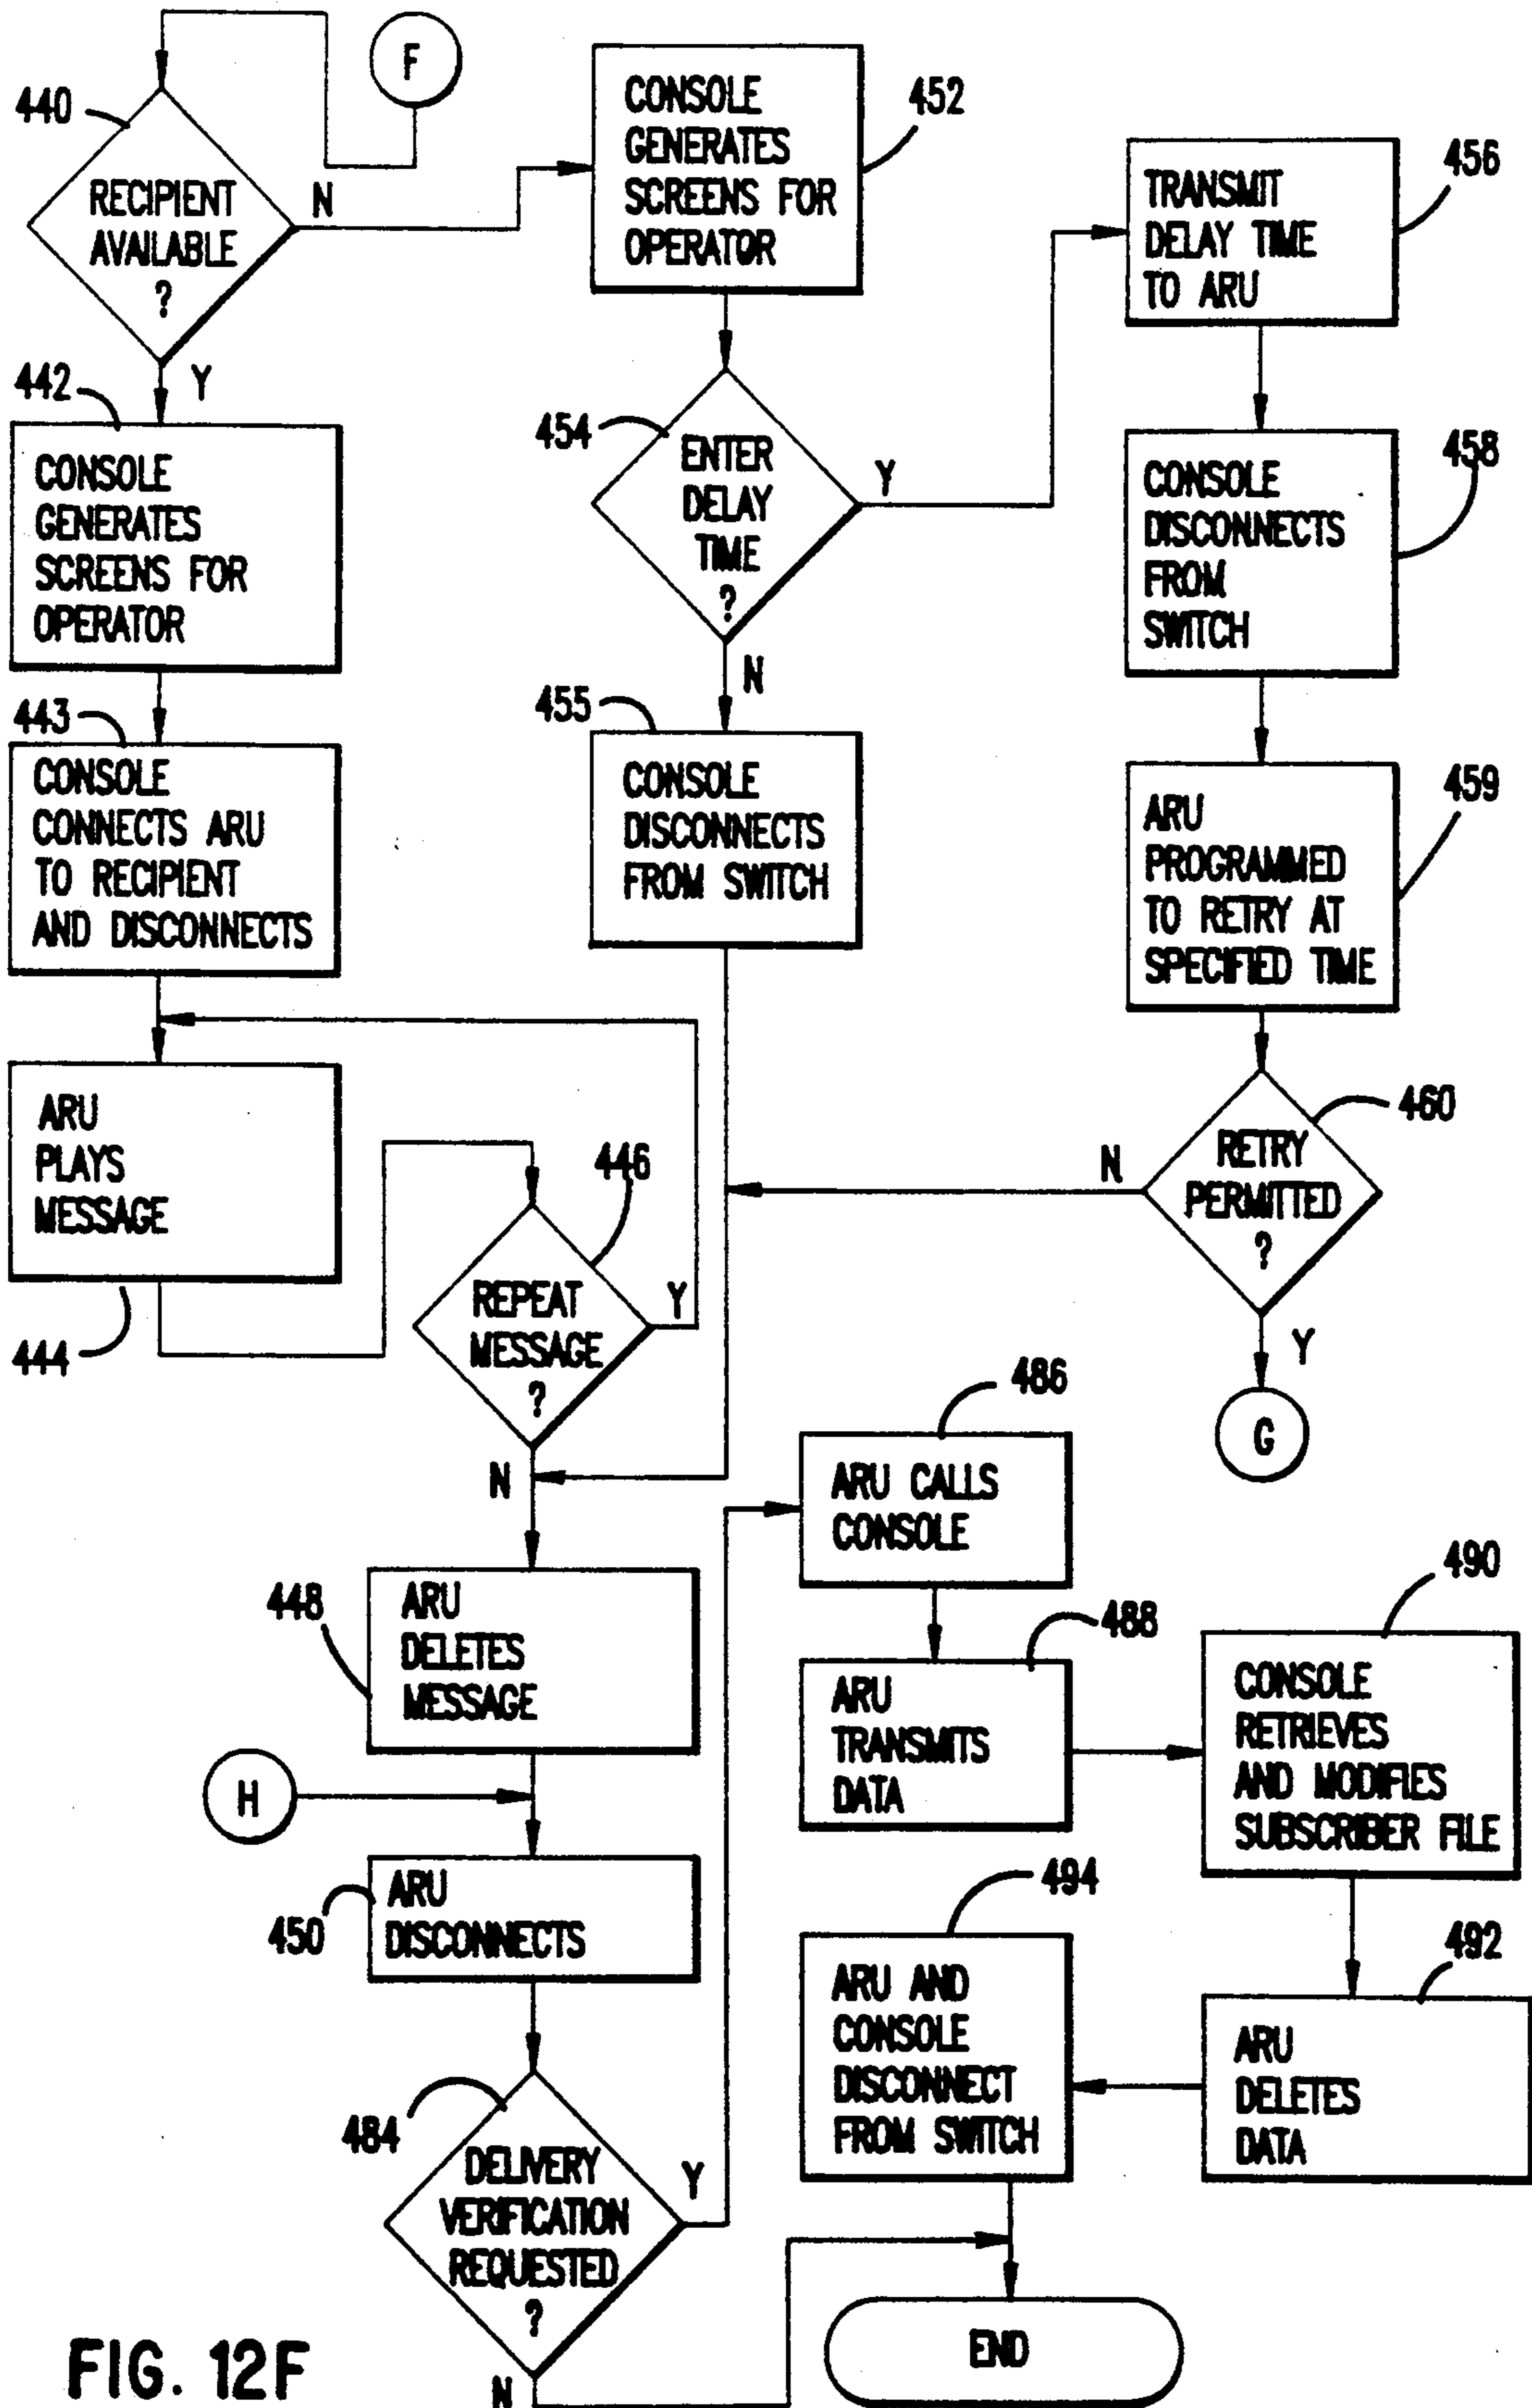 F
440
RECIPIENT
AVAILABLE
?
N
Y
CONSOLE
GENERATES
SCREENS FOR
OPERATOR
452
TRANSMIT
DELAY TIME
TO ARU
456
442
CONSOLE
GENERATES
SCREENS FOR
OPERATOR
454
ENTER
DELAY
TIME
?
Y
N
CONSOLE
DISCONNECTS
FROM
SWITCH
458
443
CONSOLE
CONNECTS ARU
TO RECIPIENT
AND DISCONNECTS
455
CONSOLE
DISCONNECTS
FROM SWITCH
ARU
PROGRAMMED
TO RETRY AT
SPECIFIED TIME
459
ARU
PLAYS
MESSAGE
444
446
REPEAT
MESSAGE
?
Y
N
460
RETRY
PERMITTED
?
N
Y
G
486
ARU CALLS
CONSOLE
448
ARU
DELETES
MESSAGE
488
ARU
TRANSMITS
DATA
490
CONSOLE
RETRIEVES
AND MODIFIES
SUBSCRIBER FILE
H
450
ARU
DISCONNECTS
494
ARU AND
CONSOLE
DISCONNECT
FROM SWITCH
492
ARU
DELETES
DATA
484
DELIVERY
VERIFICATION
REQUESTED
?
Y
N
END
FIG. 12F